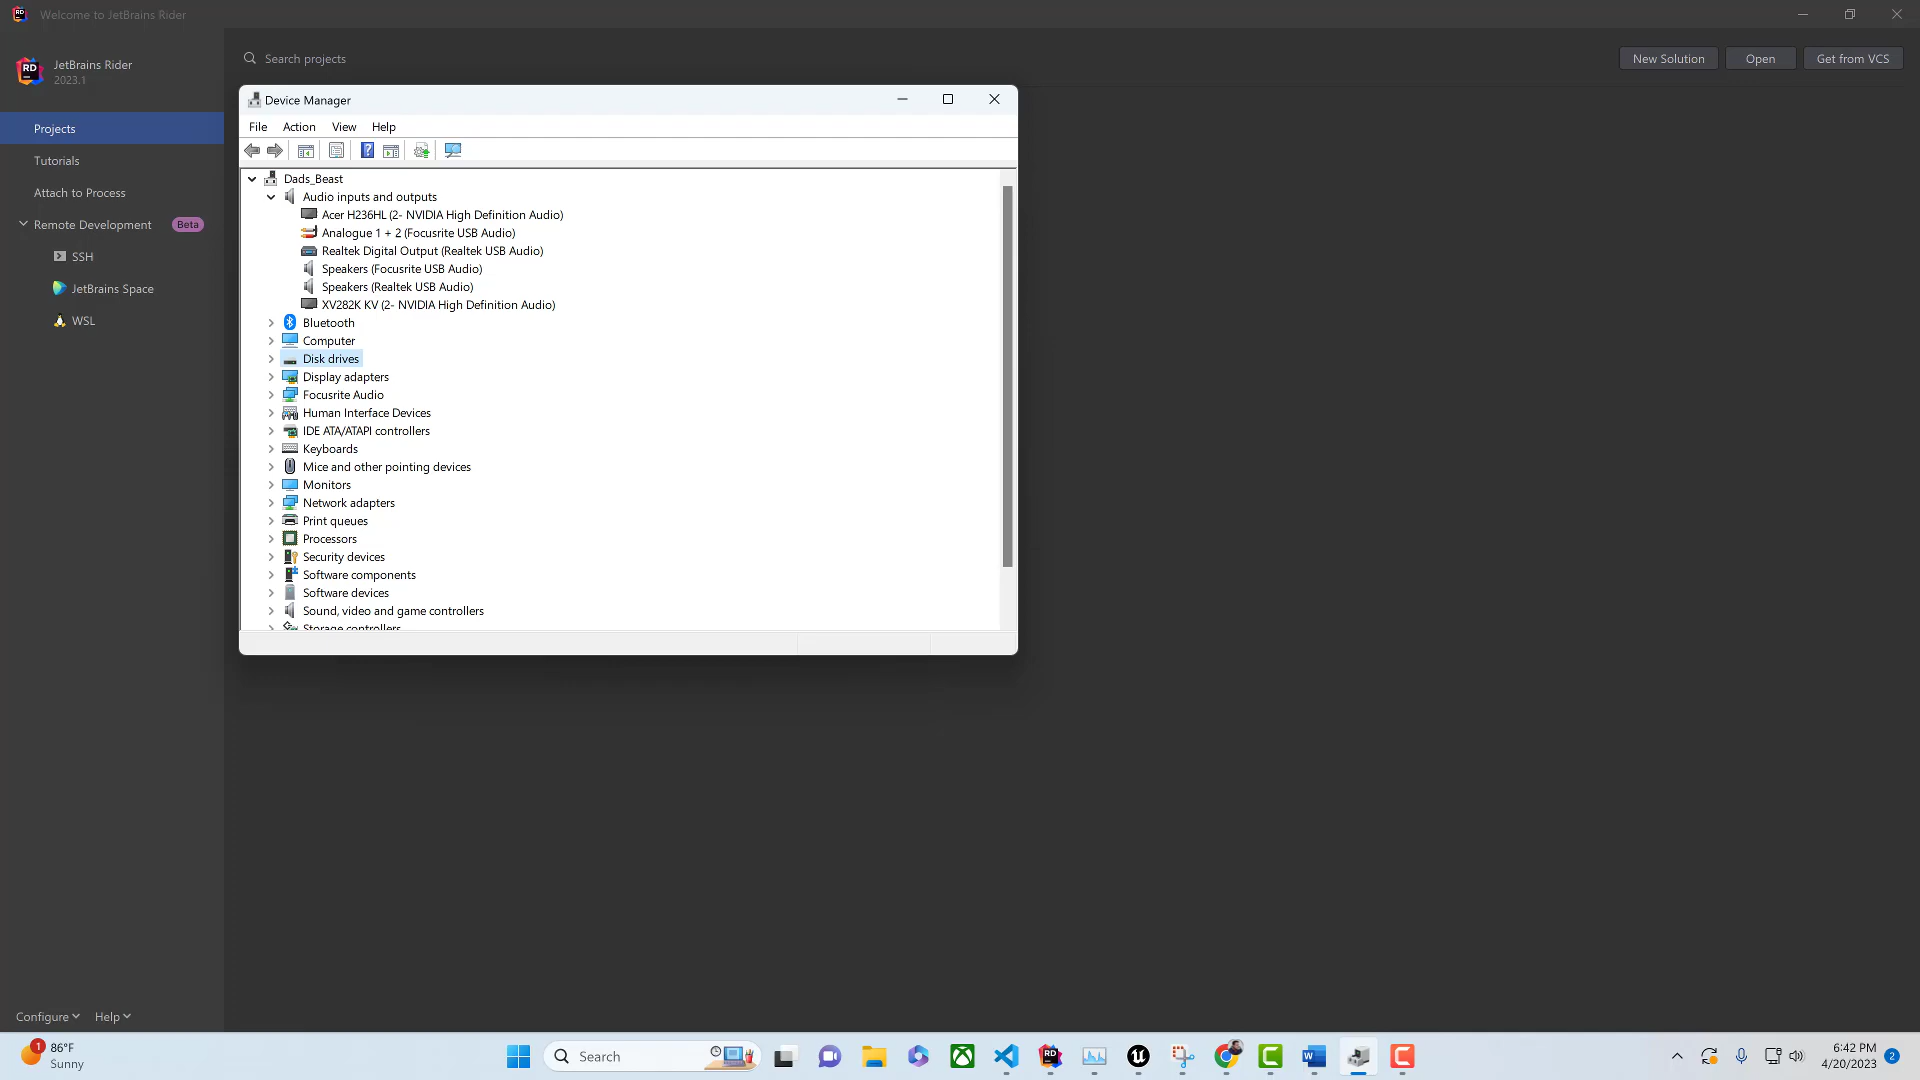 Welcome to JetBrains Rider
JetBrains Rider
2023.1
Search projects
New Solution
Open
Get from VCS
Projects
Tutorials
Attach to Process
Remote Development Beta
SSH
JetBrains Space
WSL
Configure
Help
Device Manager
File Action View Help
Dads_Beast
Audio inputs and outputs
Acer H236HL (2- NVIDIA High Definition Audio)
Analogue 1 + 2 (Focusrite USB Audio)
Realtek Digital Output (Realtek USB Audio)
Speakers (Focusrite USB Audio)
Speakers (Realtek USB Audio)
XV282K KV (2- NVIDIA High Definition Audio)
Bluetooth
Computer
Disk drives
Display adapters
Focusrite Audio
Human Interface Devices
IDE ATA/ATAPI controllers
Keyboards
Mice and other pointing devices
Monitors
Network adapters
Print queues
Processors
Security devices
Software components
Software devices
Sound, video and game controllers
Storage controllers
1
86°F
Sunny
Search
6:42 PM
4/20/2023
2